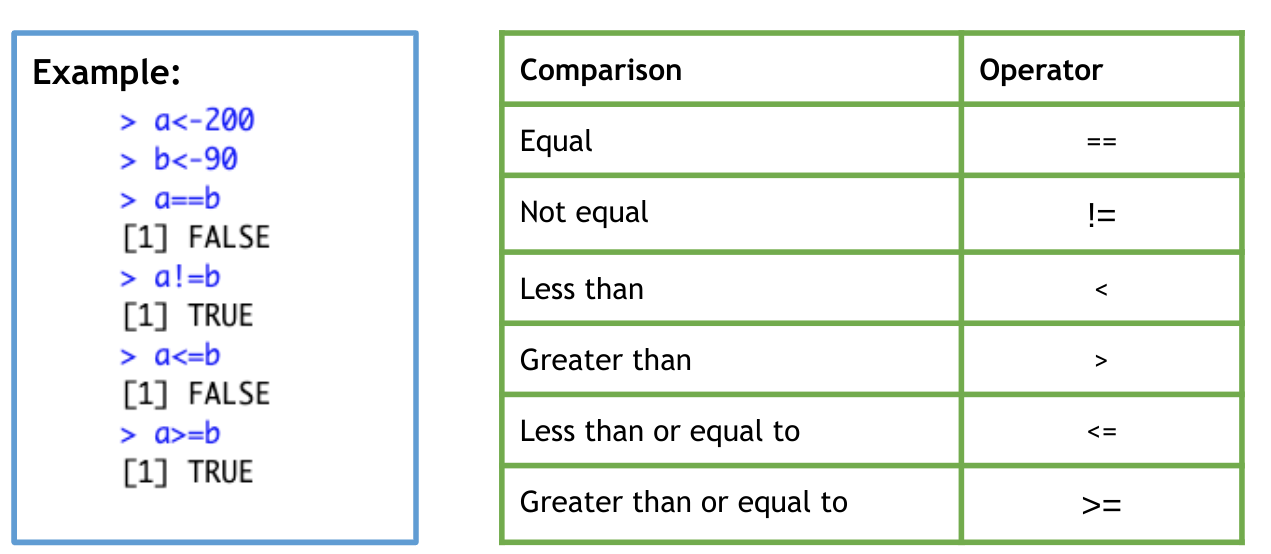 Example:
> a<-200
> b<-90
> a==b
[1] FALSE
> a!=b
[1] TRUE
> a<=b
[1] FALSE
> a>=b
[1] TRUE
Comparison Operator
Equal ==
Not equal !=
Less than <
Greater than >
Less than or equal to <=
Greater than or equal to >=